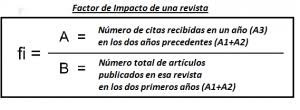 Factor de Impacto de una revista
fi = A = Número de citas recibidas en un año (A3)
en los dos años precedentes (A1+A2)
B = Número total de artículos
publicados en esa revista
en los dos primeros años (A1+A2)